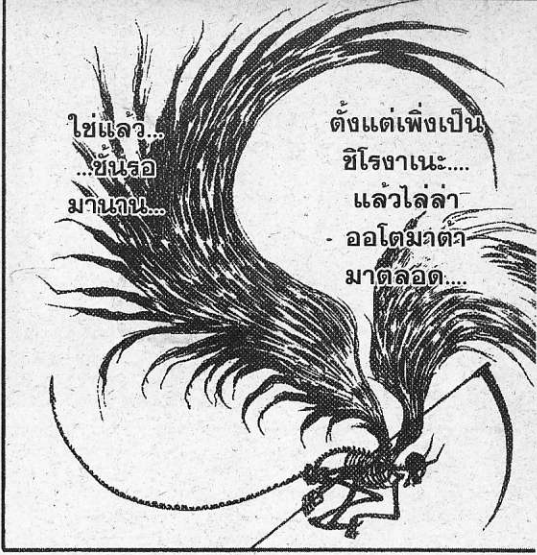 ใช่แล้ว...
...ชั้นรอ
มานาน...
ตั้งแต่เพิ่งเป็น
ชิโรงาเนะ....
แล้วไล่ล่า
ออโตมาต้า
มาตลอด....